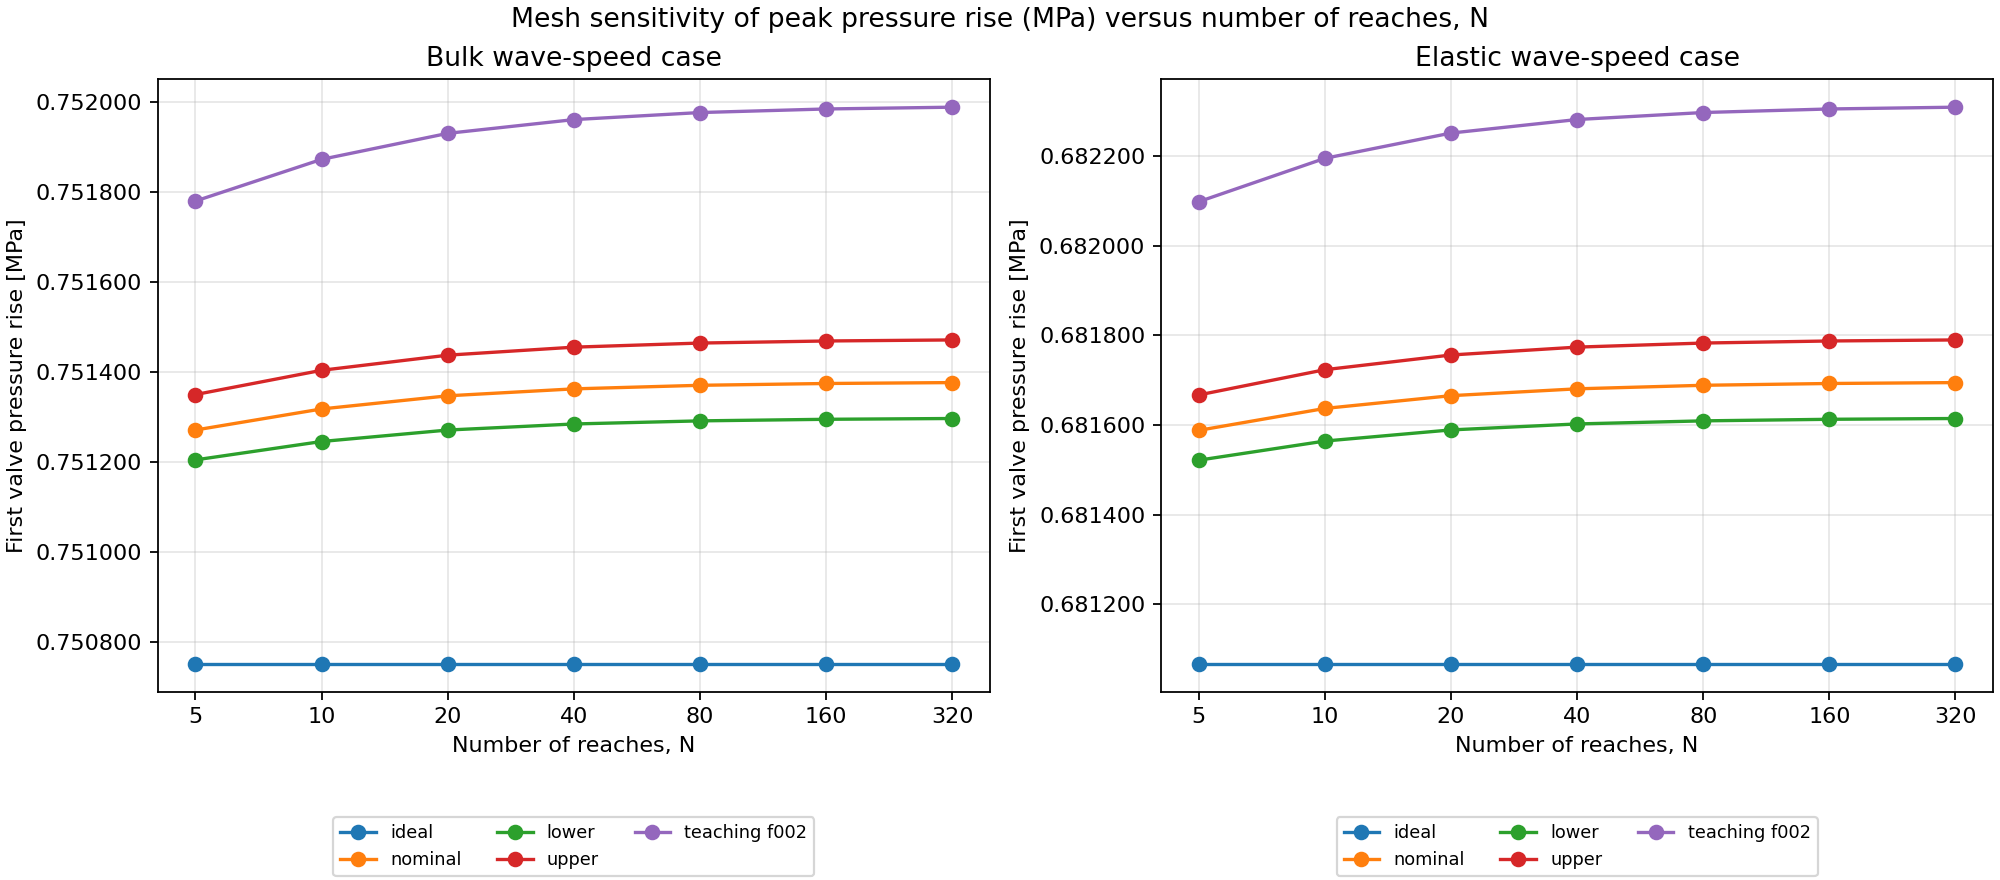 Mesh sensitivity of peak pressure rise (MPa) versus number of reaches, N
Bulk wave-speed case
First valve pressure rise [MPa]
0.752000
0.751800
0.751600
0.751400
0.751200
0.751000
0.750800
5 10 20 40 80 160 320
Number of reaches, N
ideal lower teaching f002
nominal upper
Elastic wave-speed case
First valve pressure rise [MPa]
0.682200
0.682000
0.681800
0.681600
0.681400
0.681200
5 10 20 40 80 160 320
Number of reaches, N
ideal lower teaching f002
nominal upper